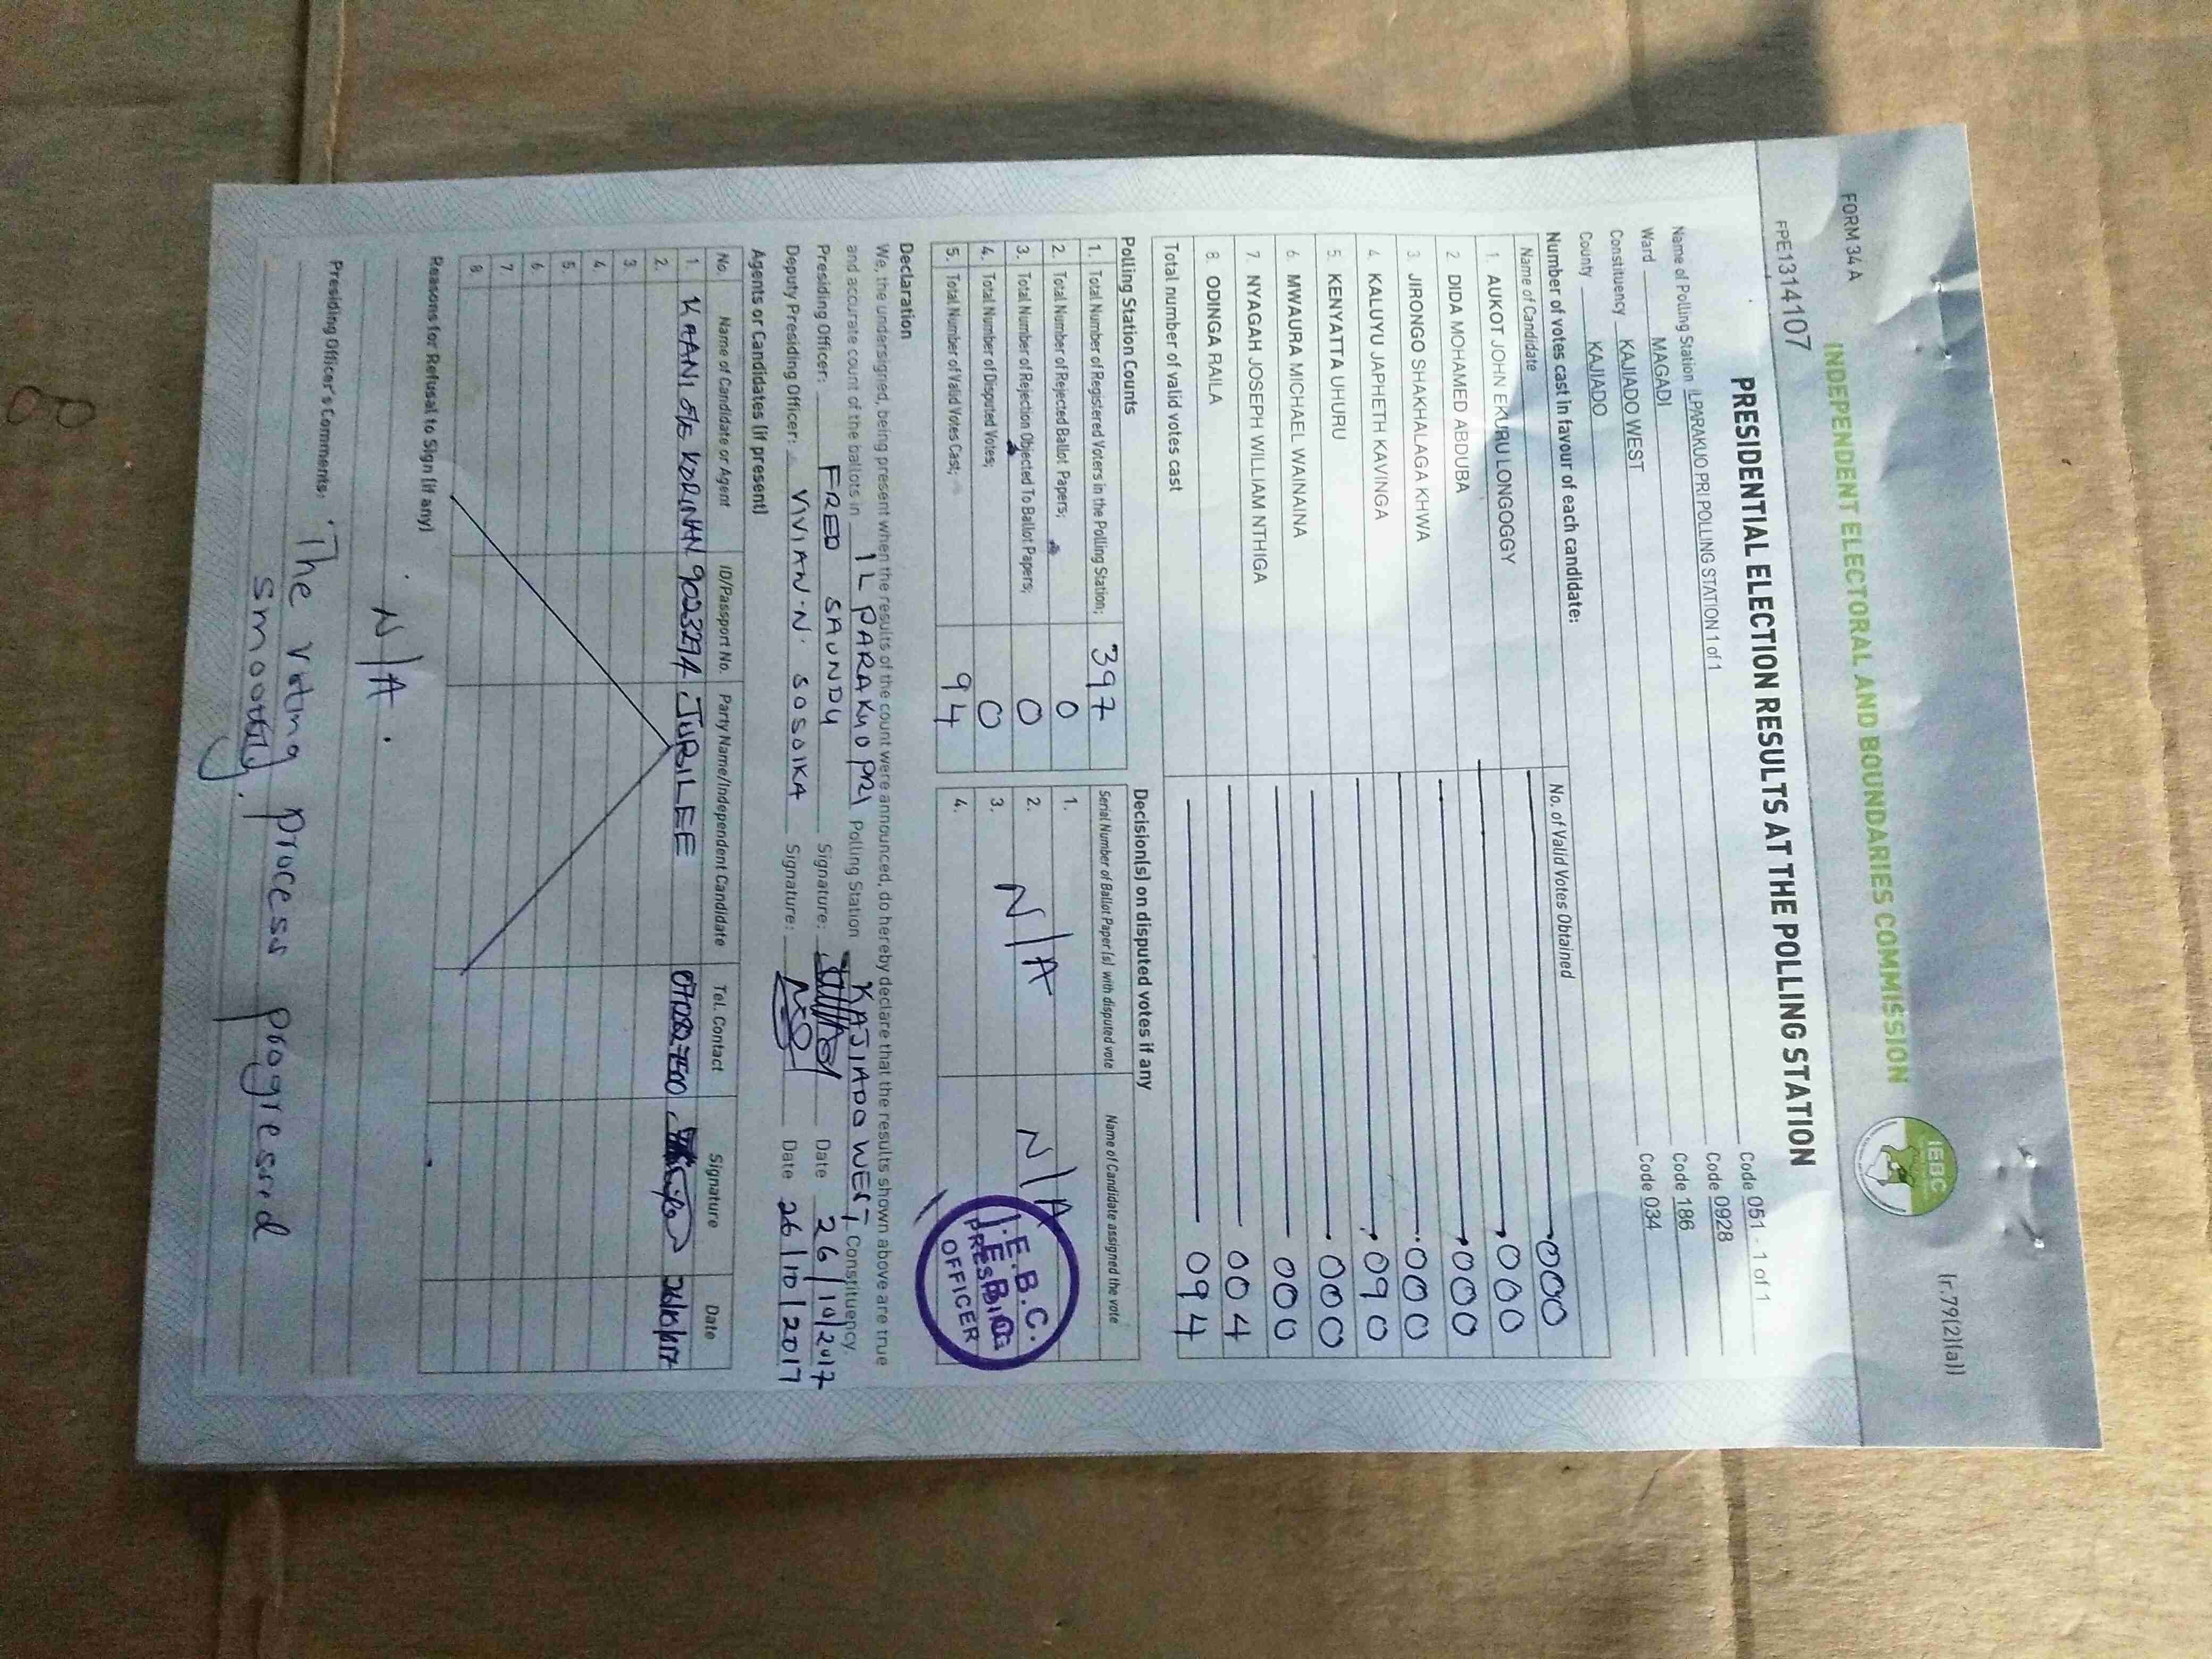 FORM 34A
(r.79(2)(a))
INDEPENDENT ELECTORAL AND BOUNDARIES COMMISSION
IEBC
FPE1314107
PRESIDENTIAL ELECTION RESULTS AT THE POLLING STATION
Name of Polling Station ILPARAKUO PRI POLLING STATION 1 of 1 Code 051 - 1 of 1
Ward MAGADI Code 0928
Constituency KAJIADO WEST Code 186
County KAJIADO Code 034
Number of votes cast in favour of each candidate:
Name of Candidate No. of Valid Votes Obtained
1. AUKOT JOHN EKURU LONGOGGY 000
2 DIDA MOHAMED ABDUBA 000
3. JIRONGO SHAKHALAGA KHWA 000
4. KALUYU JAPHETH KAVINGA 000
5. KENYATTA UHURU 090
6 MWAURA MICHAEL WAINAINA 000
7. NYAGAH JOSEPH WILLIAM NTHIGA 000
8. ODINGA RAILA 004
Total number of valid votes cast 094
Polling Station Counts
1. Total Number of Registered Voters in the Polling Station; 397
2. Total Number of Rejected Ballot Papers; 0
3. Total Number of Rejection Objected To Ballot Papers; 0
4. Total Number of Disputed Votes; 0
5. Total Number of Valid Votes Cast; 94
Decision(s) on disputed votes if any
Serial Number of Ballot Paper (s) with disputed vote Name of Candidate assigned the vote
1.
2. N/A N/A
3.
4.
I.E.B.C.
PRESIDING
OFFICER
Declaration
We, the undersigned, being present when the results of the count were announced, do hereby declare that the results shown above are true
and accurate count of the ballots in IL PARAKUO PRI Polling Station KAJIADO WEST Constituency.
Presiding Officer: FRED SAUNDU Signature: Date 26/10/2017
Deputy Presiding Officer: VIVIAN.N. SOSOIKA Signature: Date 26/10/2017
Agents or Candidates (if present)
No. Name of Candidate or Agent ID/Passport No. Party Name/Independent Candidate Tel. Contact Signature Date
1. JUBILEE 26/10/17
2.
3.
4.
5.
6.
7.
8.
Reasons for Refusal to Sign (if any)
N/A.
Presiding Officer's Comments. The voting process progressed
smoothly.